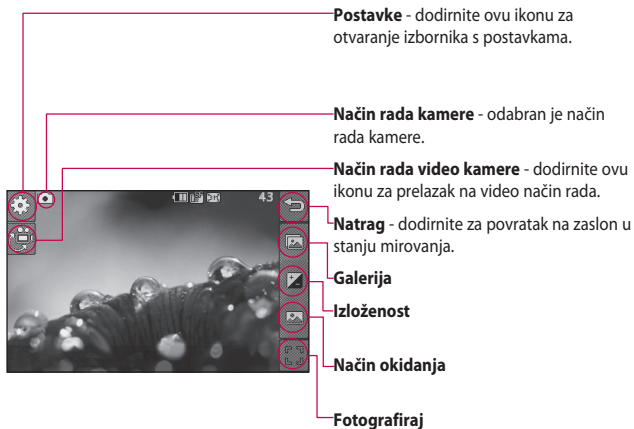 Postavke - dodirnite ovu ikonu za
otvaranje izbornika s postavkama.
Način rada kamere - odabran je način
rada kamere.
Način rada video kamere - dodirnite ovu
ikonu za prelazak na video način rada.
43
Natrag - dodirnite za povratak na zaslon u
stanju mirovanja.
Galerija
Izloženost
Način okidanja
Fotografiraj